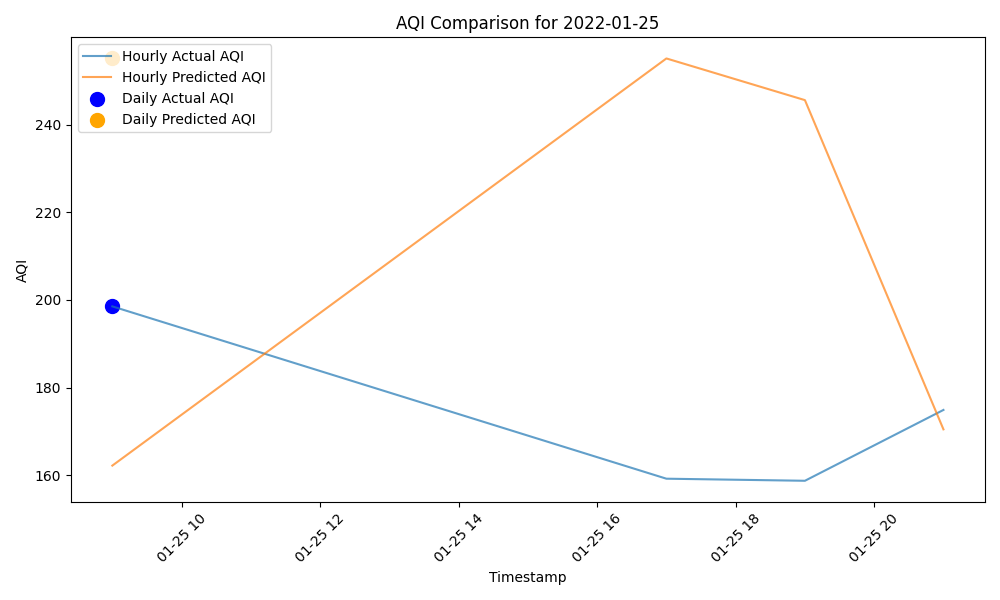 AQI Comparison for 2022-01-25
Hourly Actual AQI
Hourly Predicted AQI
Daily Actual AQI
Daily Predicted AQI
AQI
240
220
200
180
160
01-25 10
01-25 12
01-25 14
01-25 16
01-25 18
01-25 20
Timestamp